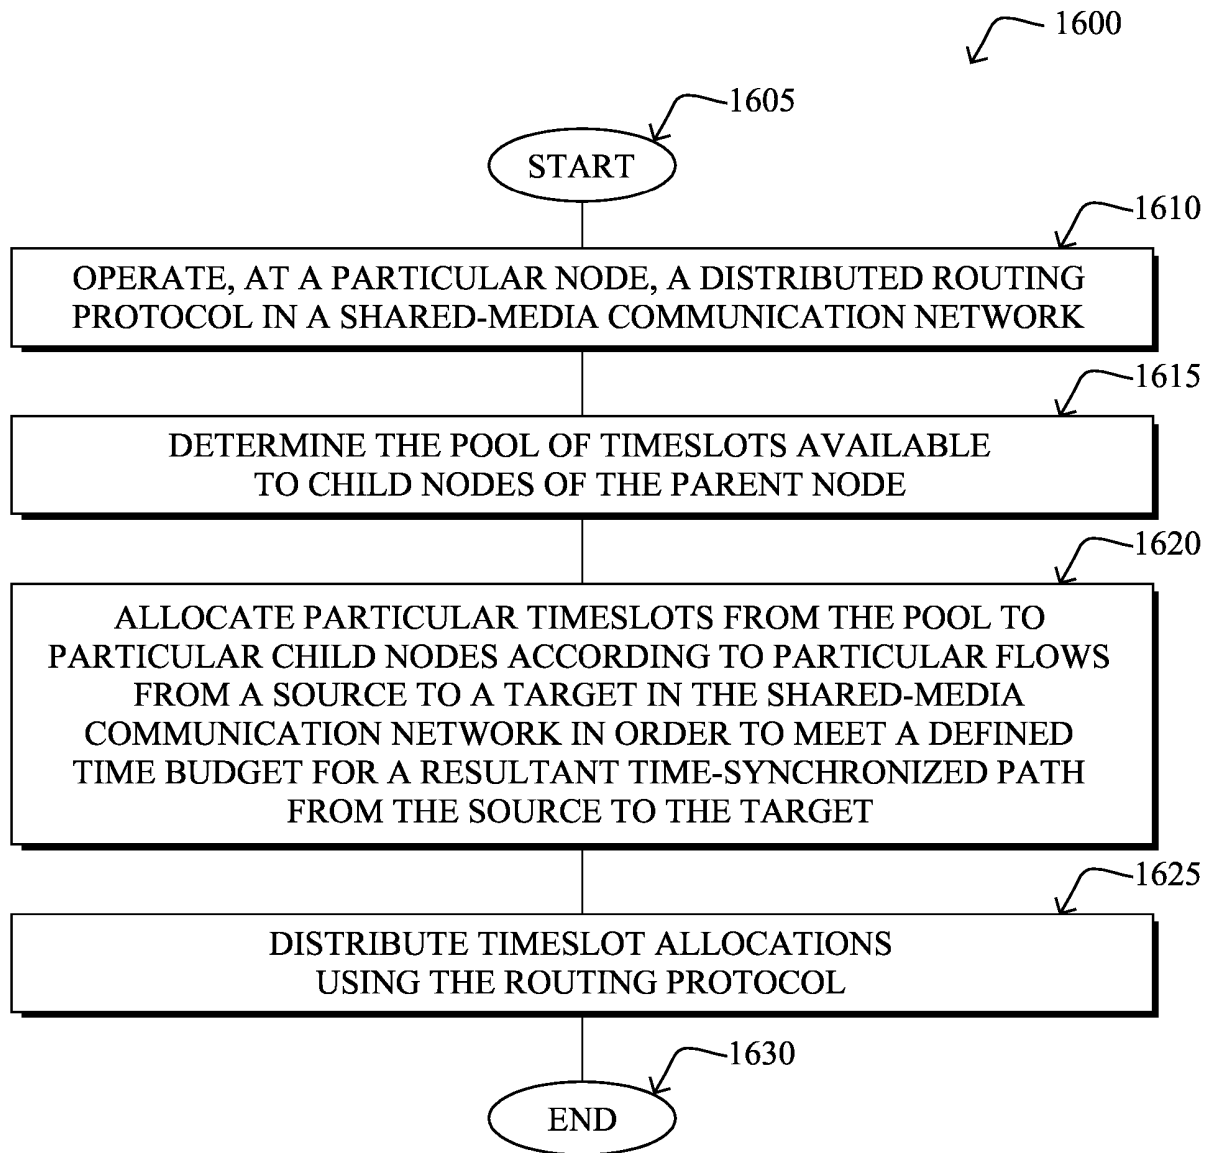 1600
1605
START
1610
OPERATE, AT A PARTICULAR NODE, A DISTRIBUTED ROUTING
PROTOCOL IN A SHARED-MEDIA COMMUNICATION NETWORK
1615
DETERMINE THE POOL OF TIMESLOTS AVAILABLE
TO CHILD NODES OF THE PARENT NODE
1620
ALLOCATE PARTICULAR TIMESLOTS FROM THE POOL TO
PARTICULAR CHILD NODES ACCORDING TO PARTICULAR FLOWS
FROM A SOURCE TO A TARGET IN THE SHARED-MEDIA
COMMUNICATION NETWORK IN ORDER TO MEET A DEFINED
TIME BUDGET FOR A RESULTANT TIME-SYNCHRONIZED PATH
FROM THE SOURCE TO THE TARGET
1625
DISTRIBUTE TIMESLOT ALLOCATIONS
USING THE ROUTING PROTOCOL
1630
END